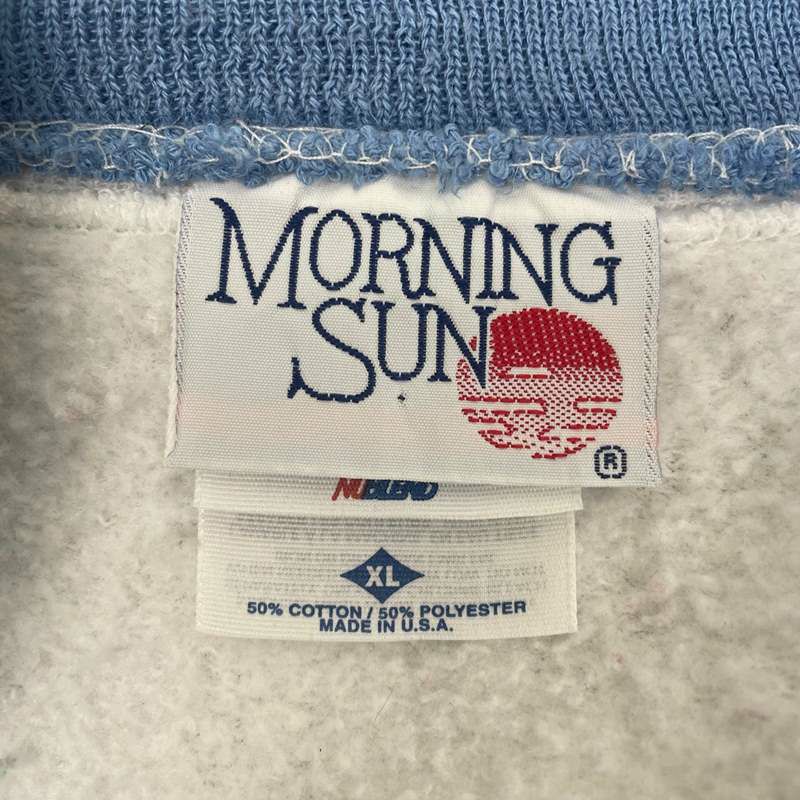 MORNING
SUN
®
NUBLEND
XL
50% COTTON / 50% POLYESTER
MADE IN U.S.A.